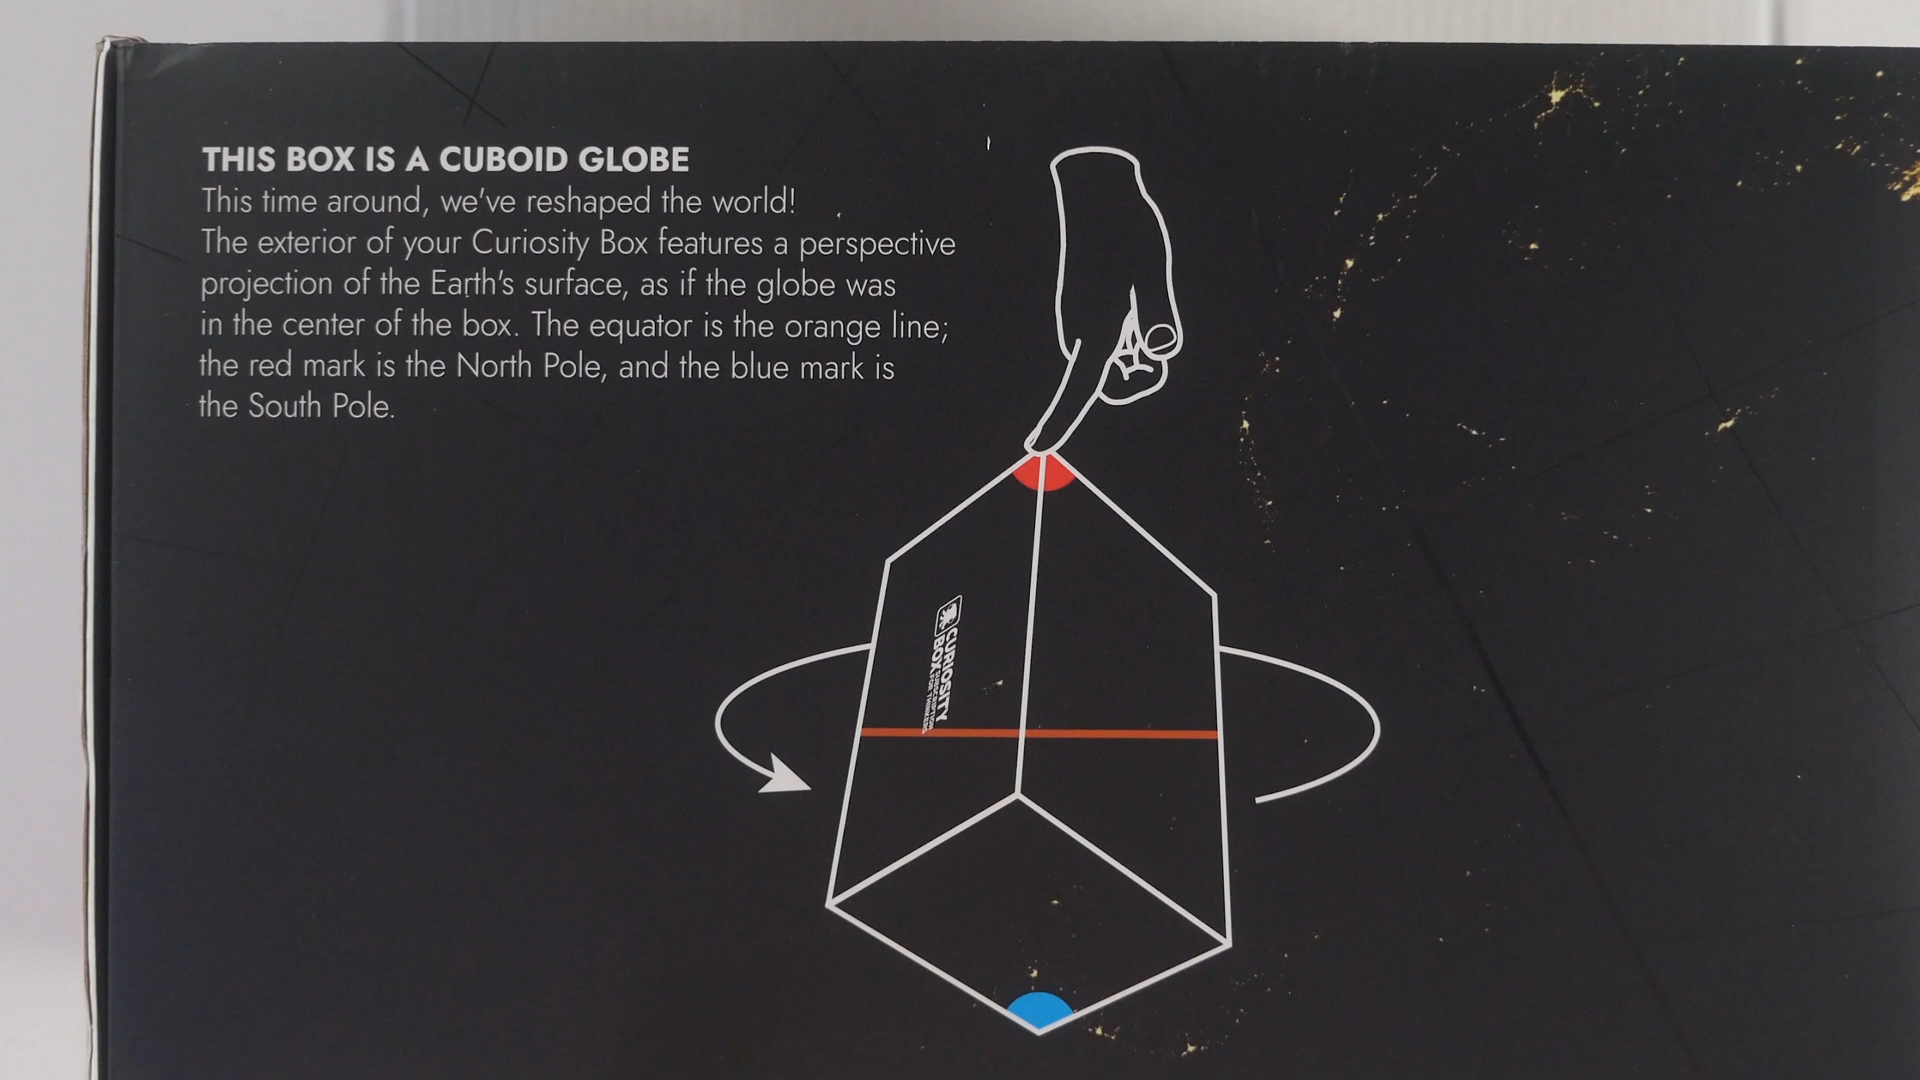 THIS BOX IS A CUBOID GLOBE
This time around, we've reshaped the world!
The exterior of your Curiosity Box features a perspective
projection of the Earth's surface, as if the globe was
in the center of the box. The equator is the orange line;
the red mark is the North Pole, and the blue mark is
the South Pole.
CURIOSITY
BOX
SUBSCRIPTION
FOR THINKERS